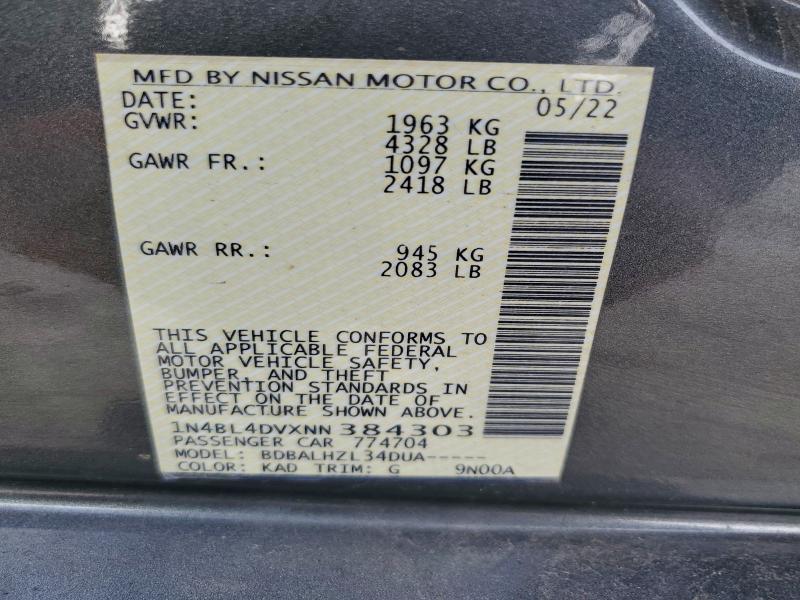 MFD BY NISSAN MOTOR CO., LTD.
DATE: 05/22
GVWR: 1963 KG
4328 LB
GAWR FR.: 1097 KG
2418 LB
GAWR RR.: 945 KG
2083 LB
THIS VEHICLE CONFORMS TO
ALL APPLICABLE FEDERAL
MOTOR VEHICLE SAFETY,
BUMPER, AND THEFT
PREVENTION STANDARDS IN
EFFECT ON THE DATE OF
MANUFACTURE SHOWN ABOVE.
1N4BL4DVXNN384303
PASSENGER CAR 774704
MODEL: BDBALHZL34DUA-----
COLOR: KAD TRIM: G 9N00A